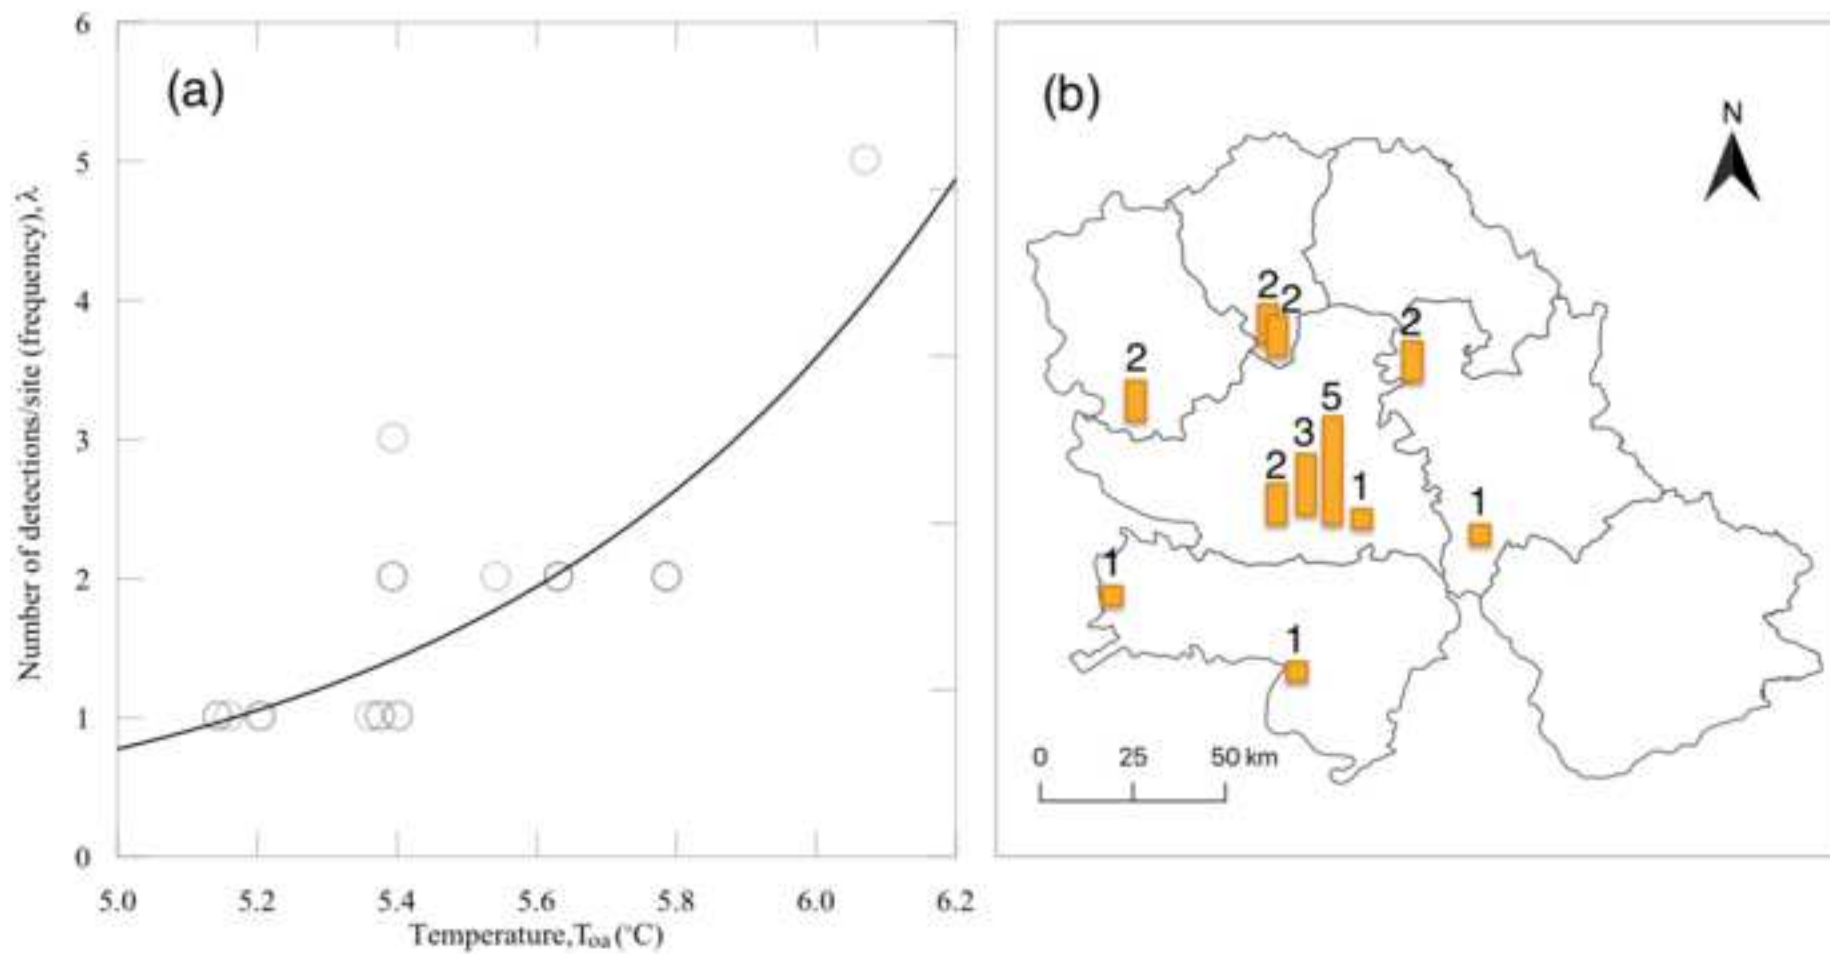 (a)
Number of detections/site (frequency),λ
6
5
4
3
2
1
0
5.0 5.2 5.4 5.6 5.8 6.0 6.2
Temperature,Toa (°C)
(b)
N
2
2
2
2
5
3
2
1
1
1
1
0 25 50 km